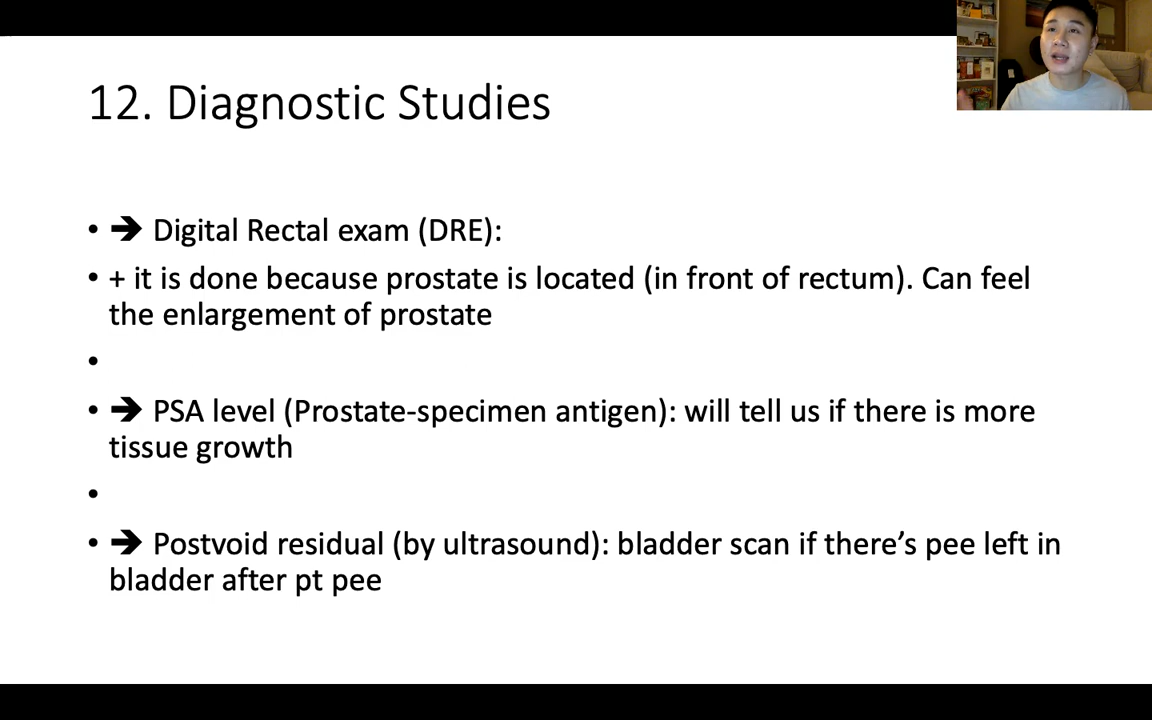 12. Diagnostic Studies
• ➔ Digital Rectal exam (DRE):
• + it is done because prostate is located (in front of rectum). Can feel
the enlargement of prostate
•
• ➔ PSA level (Prostate-specimen antigen): will tell us if there is more
tissue growth
•
• ➔ Postvoid residual (by ultrasound): bladder scan if there’s pee left in
bladder after pt pee